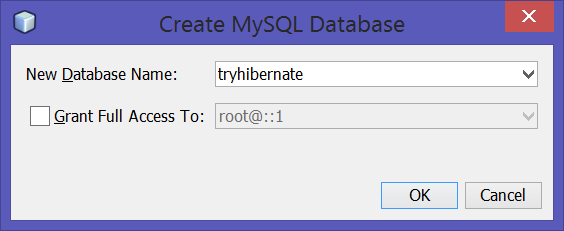 Create MySQL Database
New Database Name: tryhibernate
Grant Full Access To: root@::1
OK Cancel